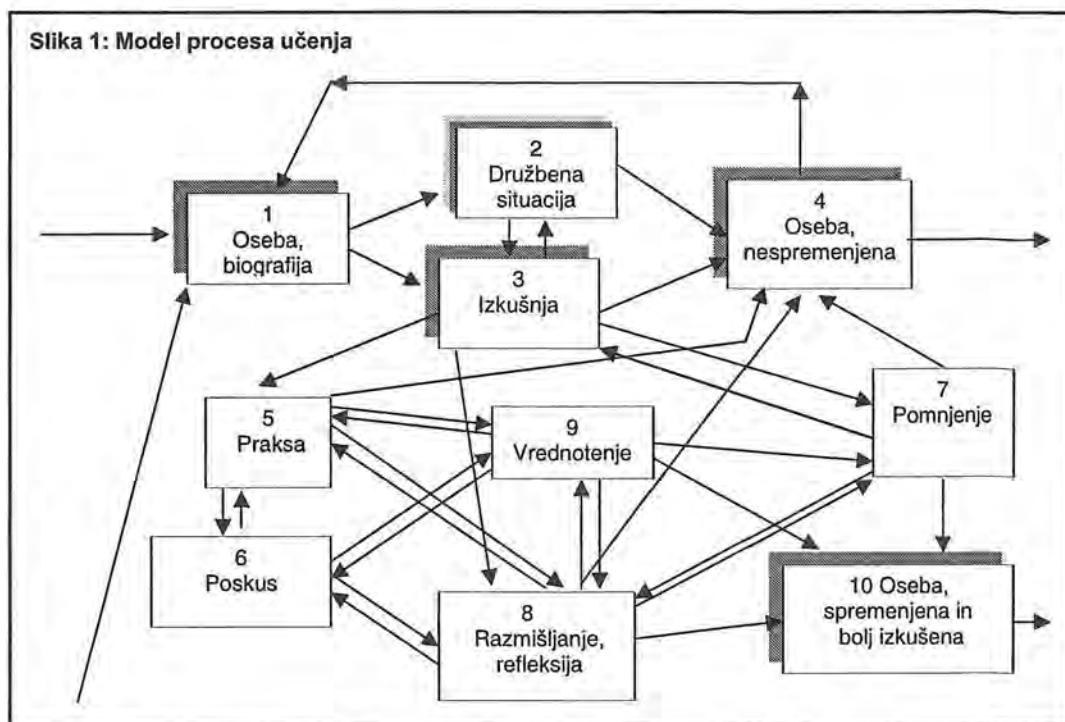 Slika 1: Model procesa učenja
1
Oseba,
biografija
2
Družbena
situacija
3
Izkušnja
4
Oseba,
nespremenjena
5
Praksa
6
Poskus
7
Pomnjenje
8
Razmišljanje,
refleksija
9
Vrednotenje
10 Oseba,
spremenjena in
bolj izkušena